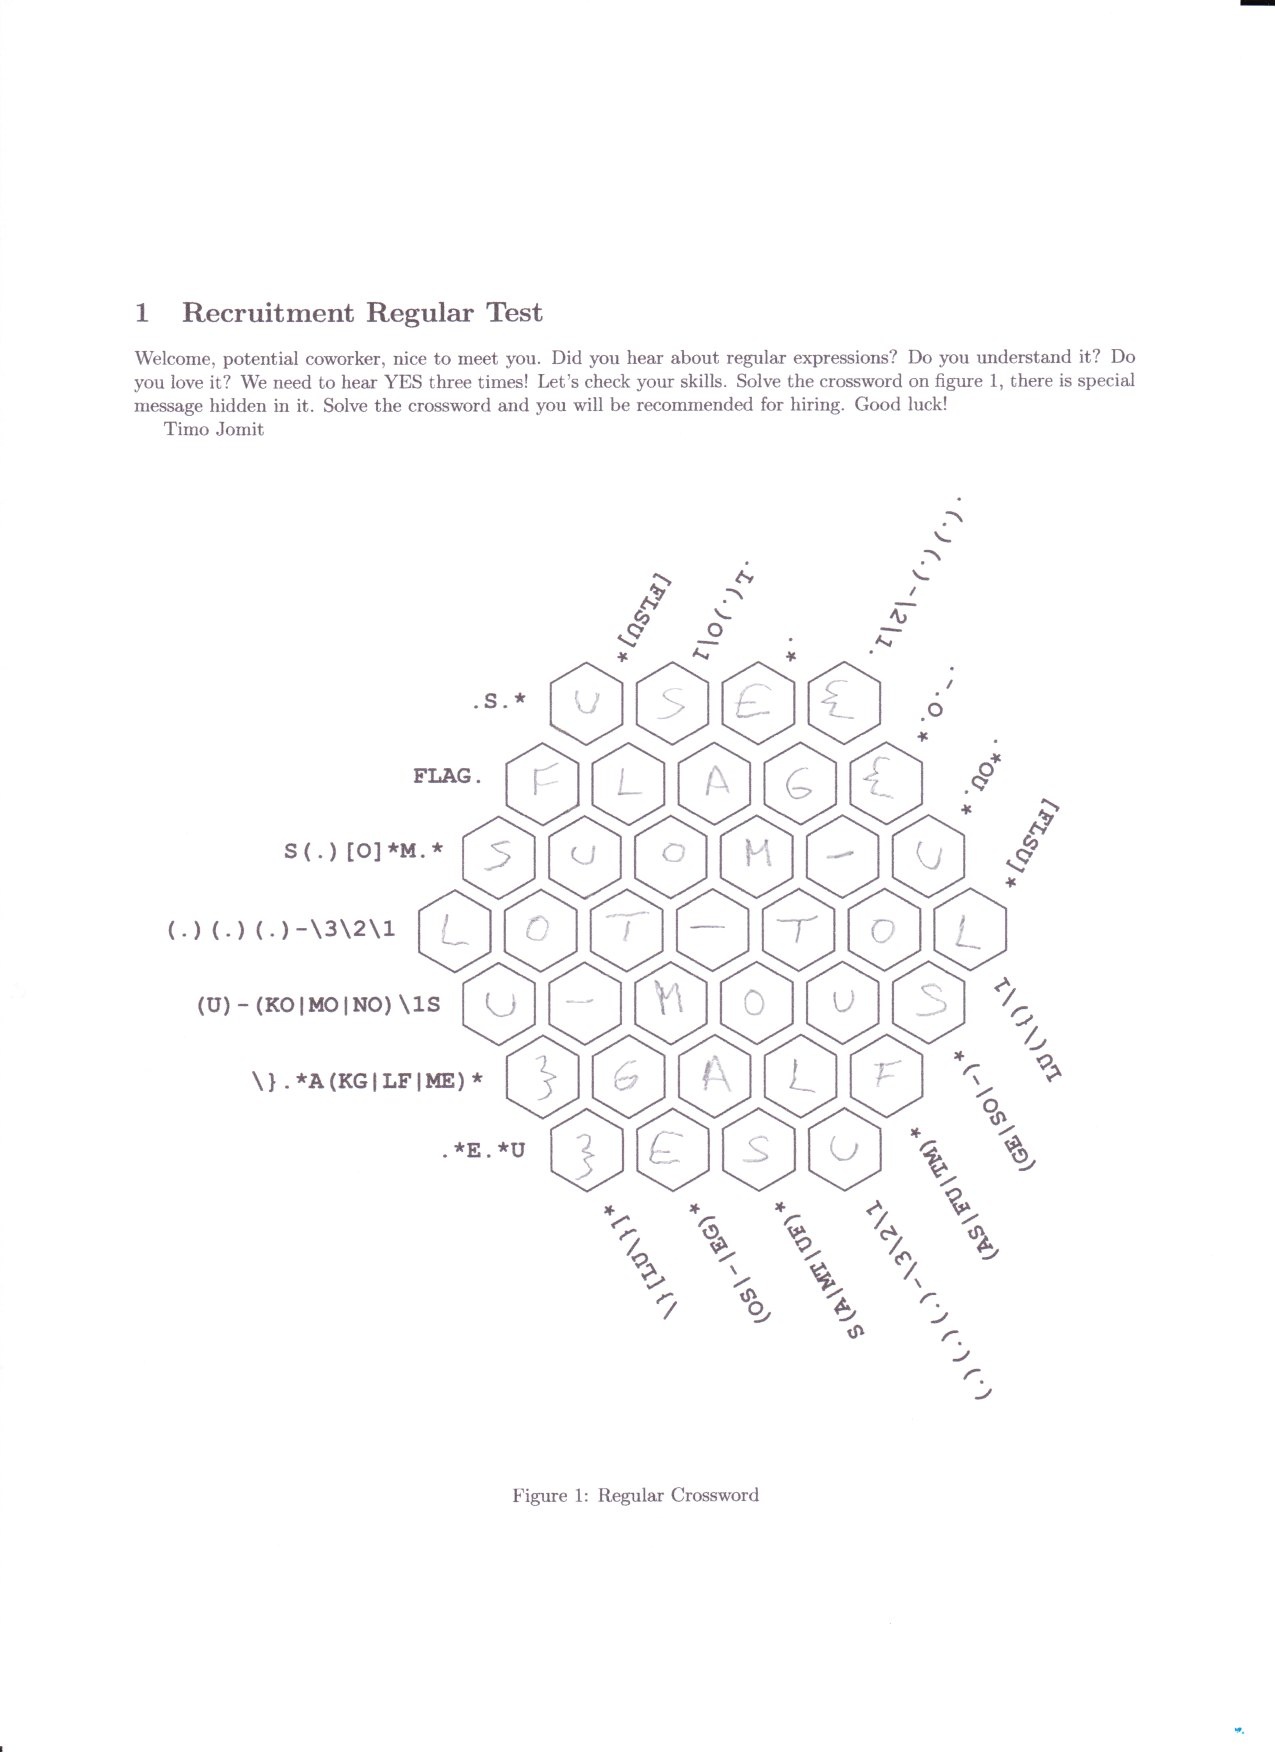 1 Recruitment Regular Test
Welcome, potential coworker, nice to meet you. Did you hear about regular expressions? Do you understand it? Do
you love it? We need to hear YES three times! Let's check your skills. Solve the crossword on figure 1, there is special
message hidden in it. Solve the crossword and you will be recommended for hiring. Good luck!
Timo Jomit
[FLSU]*
.L(.)O\1
.*
.(.)(.)-\2\1.
.-.O.*
.*OU.*
[FLSU]*
.S.* U S E {
FLAG. F L A G {
S(.)[O]*M.* S U O M - U
(.)(.)(.)-\3\2\1 L O T - T O L
(U)-(KO|MO|NO)\1S U - M O U S
\}.*A(KG|LF|ME)* } G A L F
.*E.*U } E S U
LU(\{)\1
(GE|SO|-)*
(AS|FU|TM)*
(.)(.)(.)-\3\2\1
S(A|MT|UF)*
(OS|-|EG)*
\}[LU\}]*
Figure 1: Regular Crossword